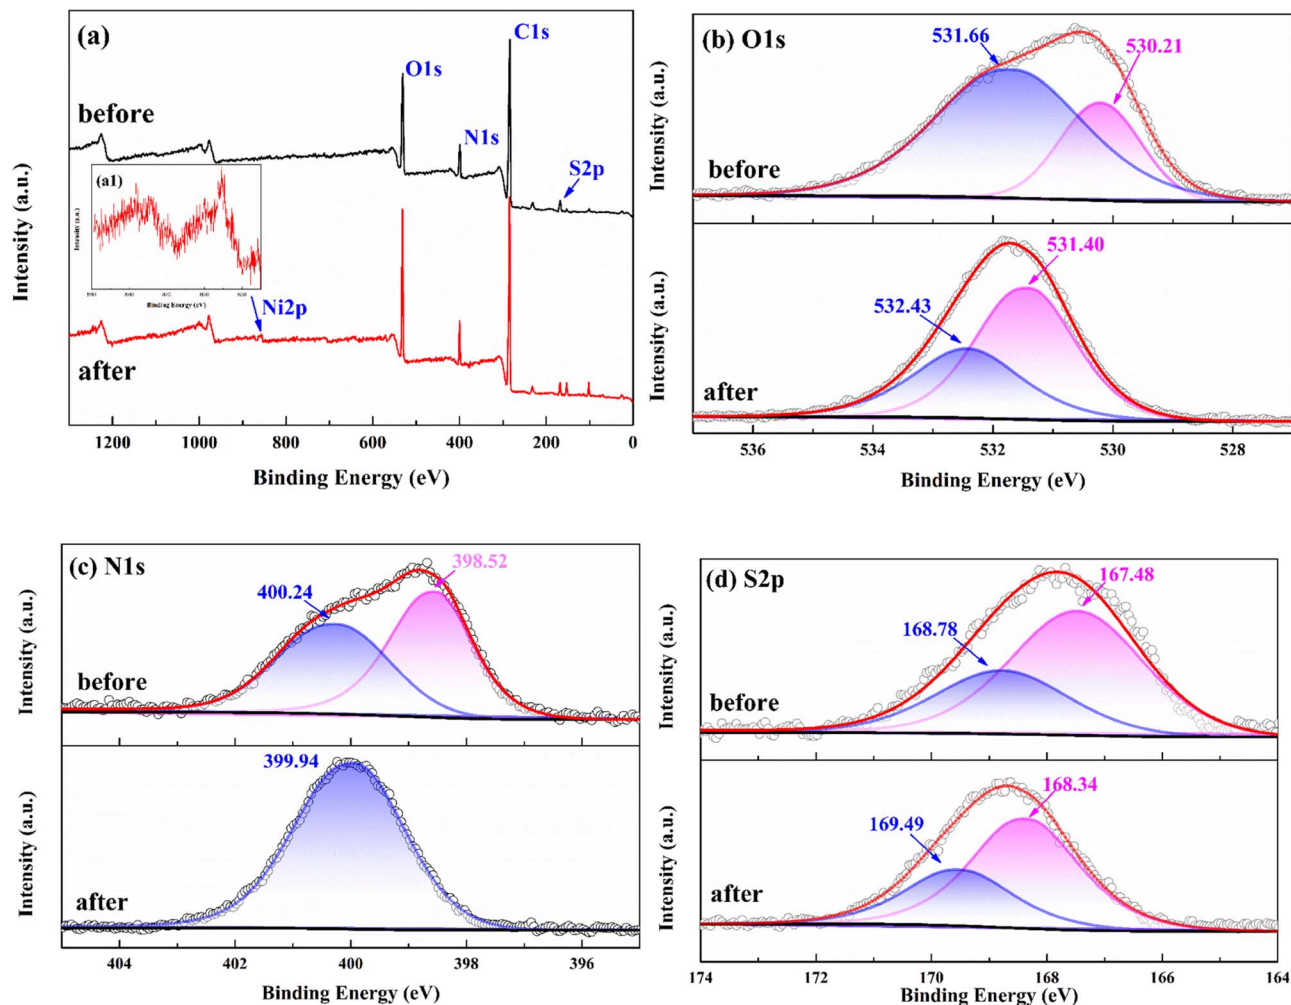 (a)
C1s
O1s
before
N1s
S2p
(a1)
Intensity (a.u.)
Binding Energy (eV)
Ni2p
after
Intensity (a.u.)
1200 1000 800 600 400 200 0
Binding Energy (eV)
(b) O1s
531.66
530.21
before
Intensity (a.u.)
531.40
532.43
after
Intensity (a.u.)
536 534 532 530 528
Binding Energy (eV)
(c) N1s
398.52
400.24
before
Intensity (a.u.)
399.94
after
Intensity (a.u.)
404 402 400 398 396
Binding Energy (eV)
(d) S2p
167.48
168.78
before
Intensity (a.u.)
168.34
169.49
after
Intensity (a.u.)
174 172 170 168 166 164
Binding Energy (eV)